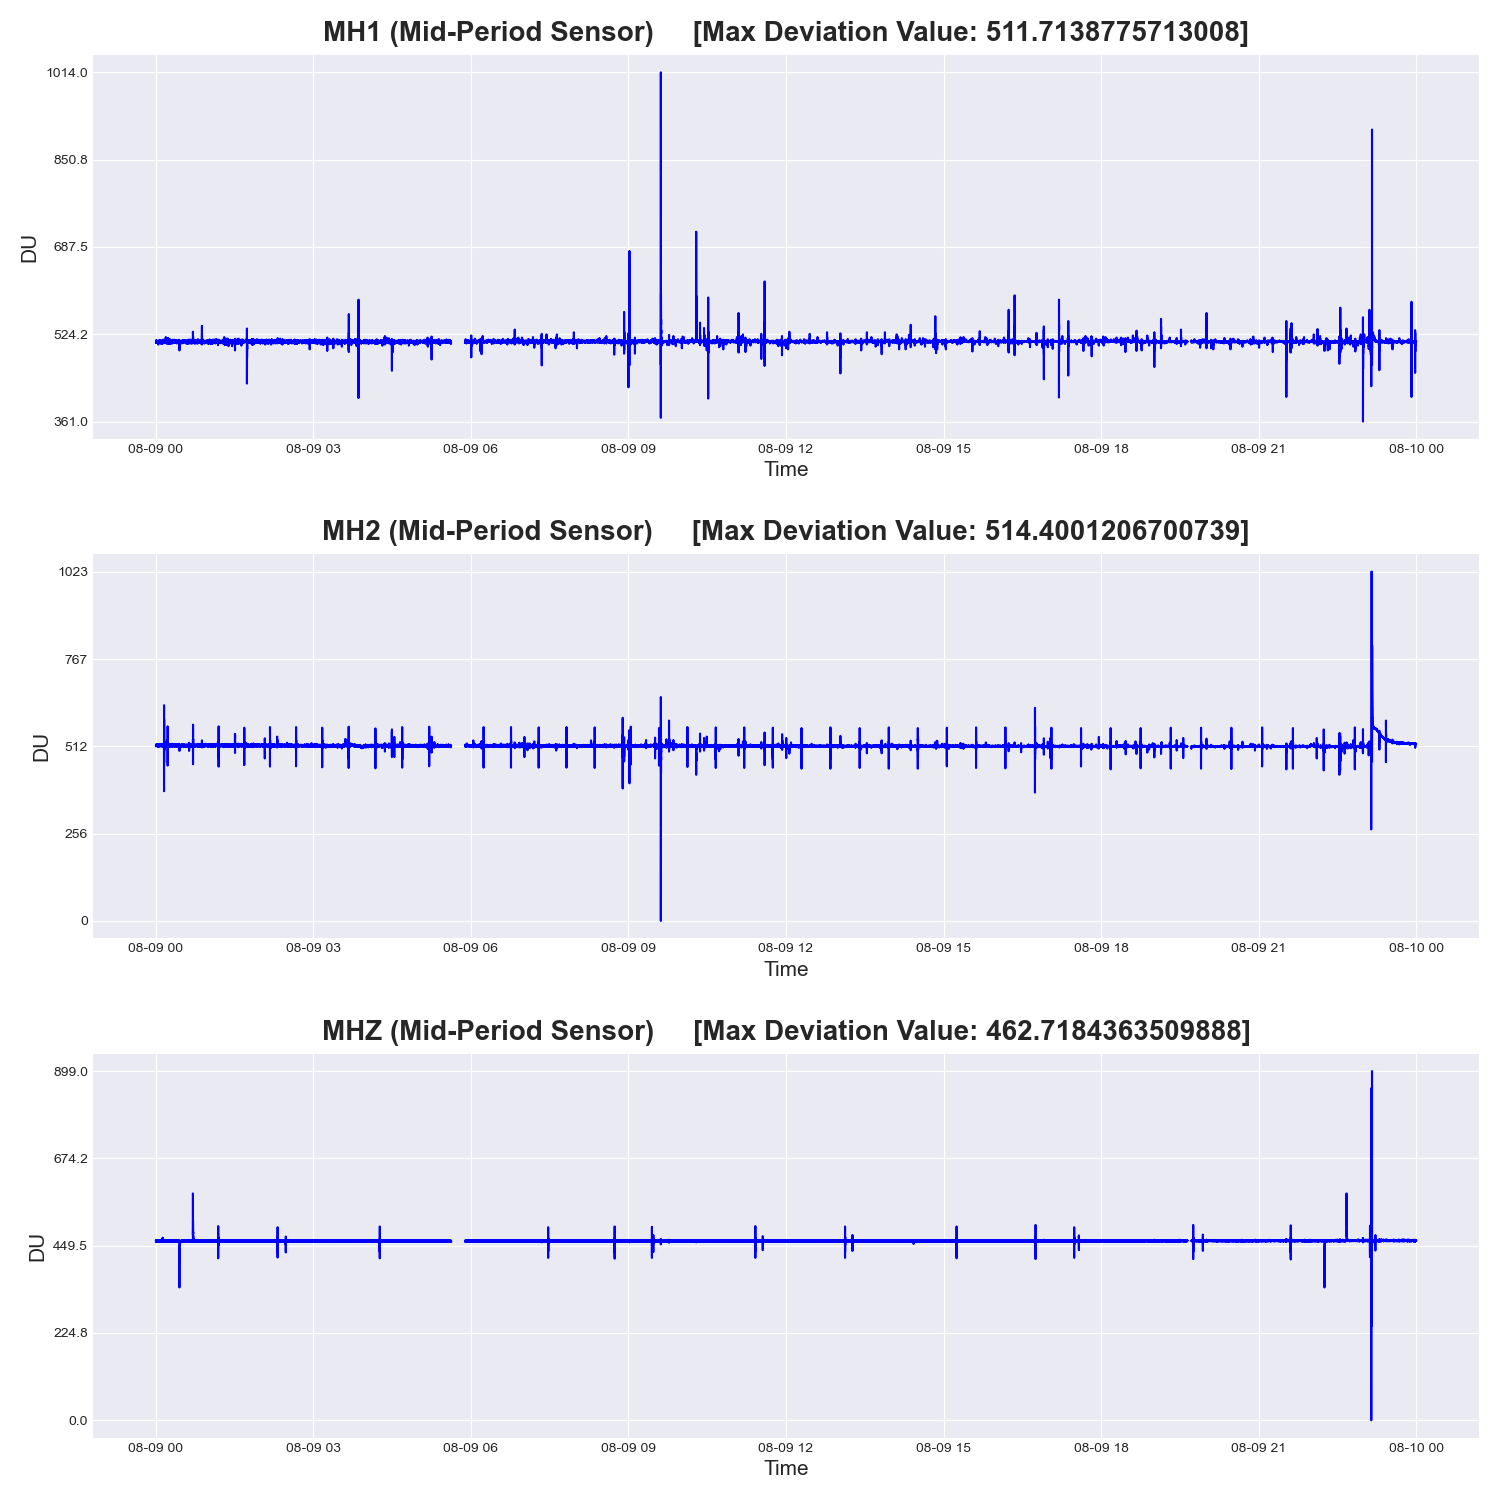 MH1 (Mid-Period Sensor) [Max Deviation Value: 511.7138775713008]
1014.0
850.8
687.5
524.2
361.0
DU
08-09 00 08-09 03 08-09 06 08-09 09 08-09 12 08-09 15 08-09 18 08-09 21 08-10 00
Time
MH2 (Mid-Period Sensor) [Max Deviation Value: 514.4001206700739]
1023
767
512
256
0
DU
08-09 00 08-09 03 08-09 06 08-09 09 08-09 12 08-09 15 08-09 18 08-09 21 08-10 00
Time
MHZ (Mid-Period Sensor) [Max Deviation Value: 462.7184363509888]
899.0
674.2
449.5
224.8
0.0
DU
08-09 00 08-09 03 08-09 06 08-09 09 08-09 12 08-09 15 08-09 18 08-09 21 08-10 00
Time